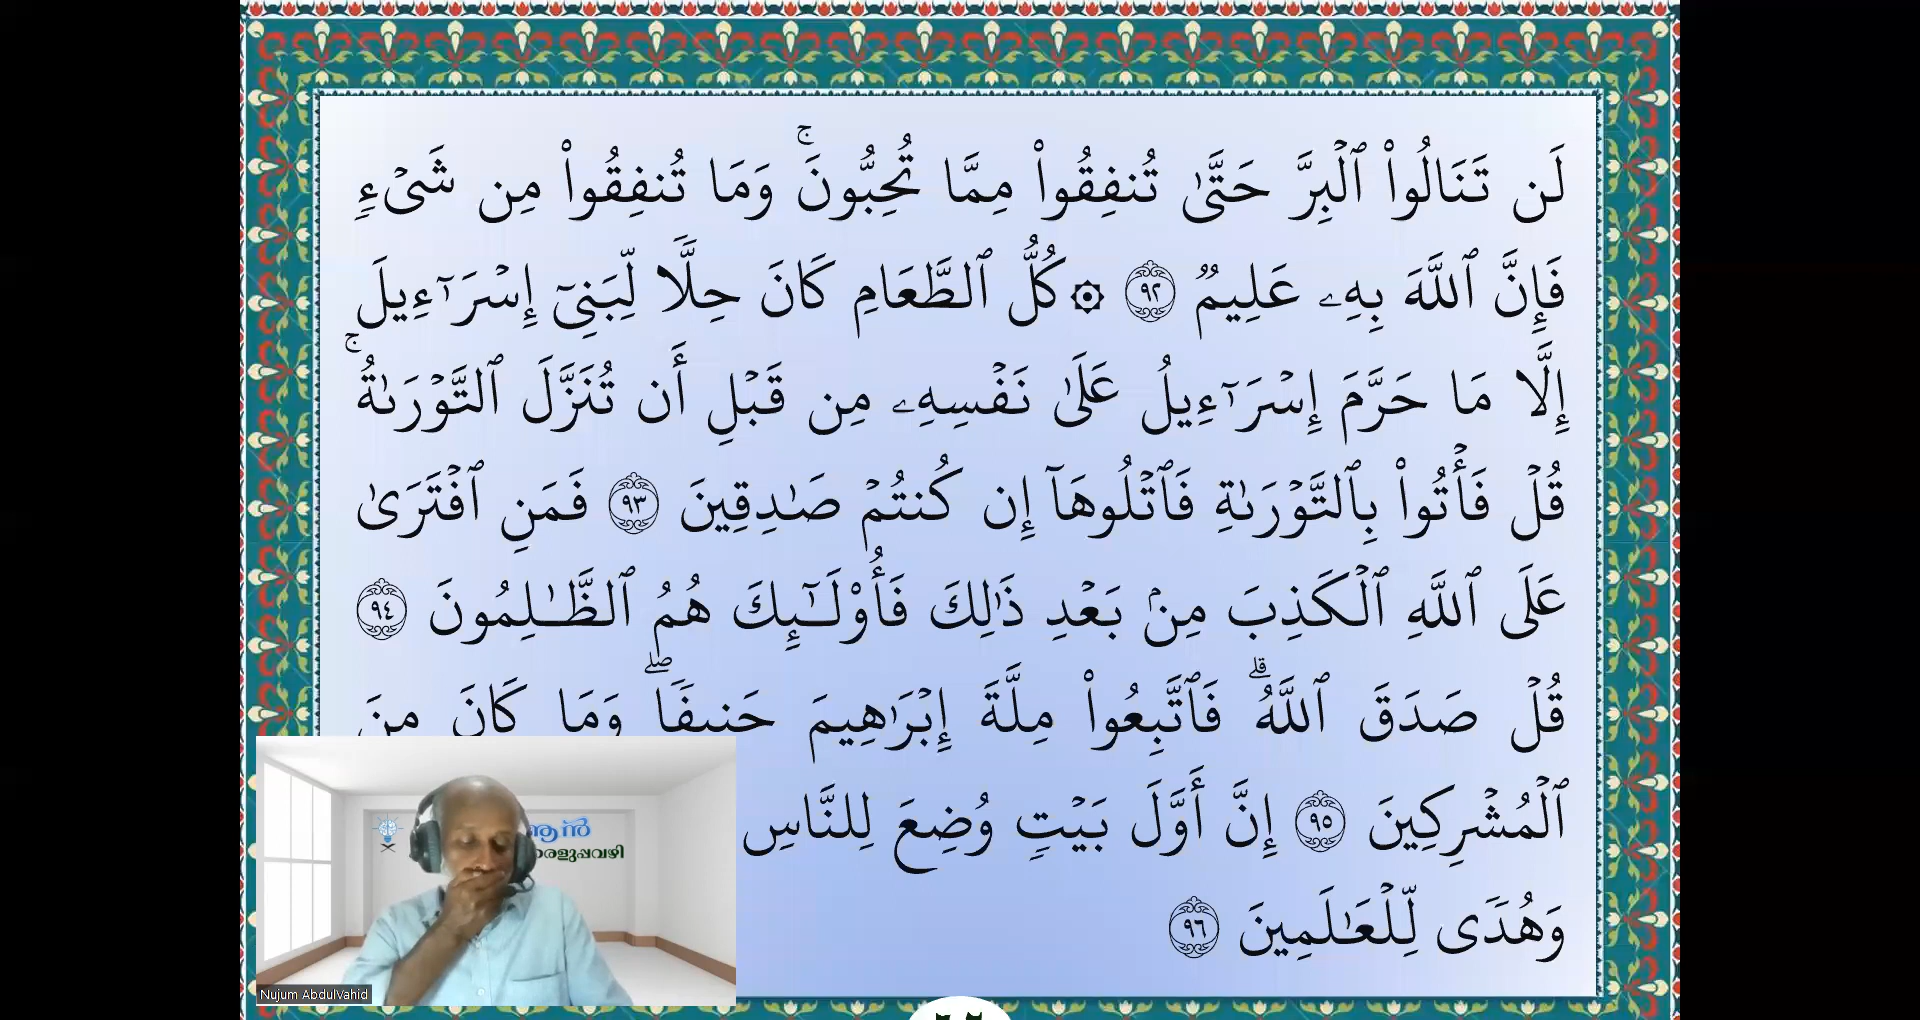 لَن تَنَالُوا۟ ٱلْبِرَّ حَتَّىٰ تُنفِقُوا۟ مِمَّا تُحِبُّونَ ۚ وَمَا تُنفِقُوا۟ مِن شَىْءٍ
فَإِنَّ ٱللَّهَ بِهِۦ عَلِيمٌ ٩٢ ۞ كُلُّ ٱلطَّعَامِ كَانَ حِلًّا لِّبَنِىٓ إِسْرَٰٓءِيلَ
إِلَّا مَا حَرَّمَ إِسْرَٰٓءِيلُ عَلَىٰ نَفْسِهِۦ مِن قَبْلِ أَن تُنَزَّلَ ٱلتَّوْرَىٰةُ ۚ
قُلْ فَأْتُوا۟ بِٱلتَّوْرَىٰةِ فَٱتْلُوهَآ إِن كُنتُمْ صَـٰدِقِينَ ٩٣ فَمَنِ ٱفْتَرَىٰ
عَلَى ٱللَّهِ ٱلْكَذِبَ مِنۢ بَعْدِ ذَٰلِكَ فَأُو۟لَـٰٓئِكَ هُمُ ٱلظَّـٰلِمُونَ ٩٤
قُلْ صَدَقَ ٱللَّهُ ۗ فَٱتَّبِعُوا۟ مِلَّةَ إِبْرَٰهِيمَ حَنِيفًا ۖ وَمَا كَانَ مِنَ
ٱلْمُشْرِكِينَ ٩٥ إِنَّ أَوَّلَ بَيْتٍ وُضِعَ لِلنَّاسِ
وَهُدًى لِّلْعَـٰلَمِينَ ٩٦
Nujum AbdulVahid